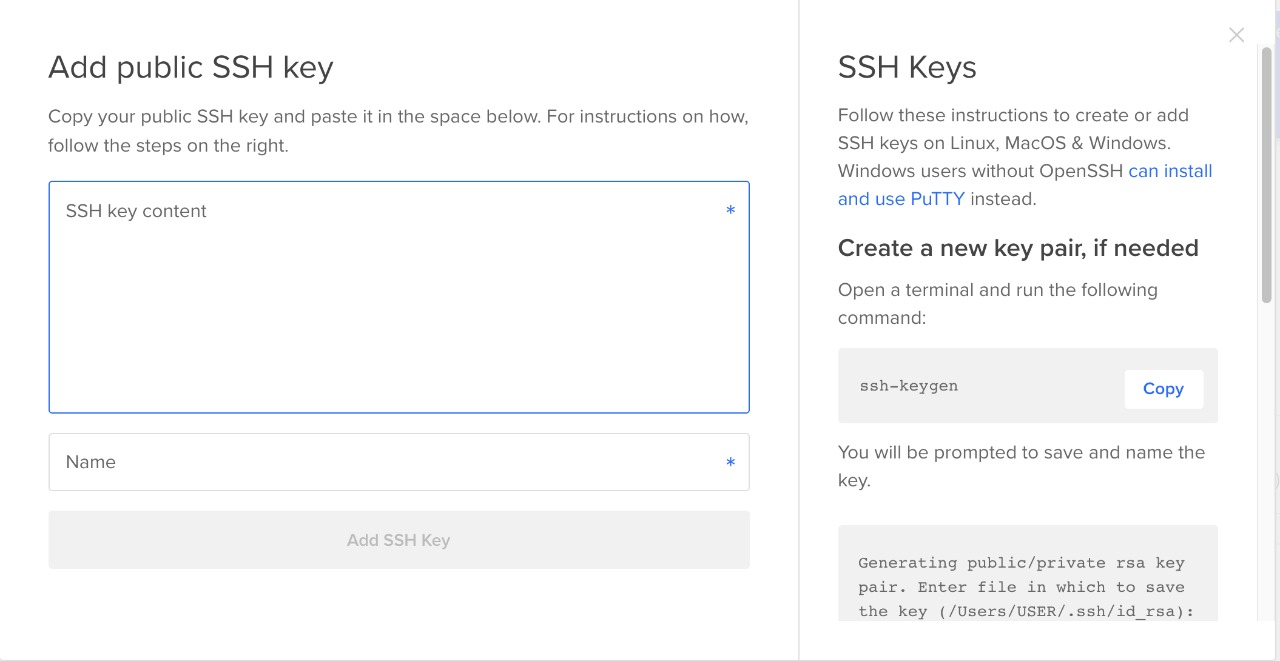 Add public SSH key
Copy your public SSH key and paste it in the space below. For instructions on how,
follow the steps on the right.
SSH key content *
Name *
Add SSH Key
SSH Keys
Follow these instructions to create or add
SSH keys on Linux, MacOS & Windows.
Windows users without OpenSSH can install
and use PuTTY instead.
Create a new key pair, if needed
Open a terminal and run the following
command:
ssh-keygen
Copy
You will be prompted to save and name the
key.
Generating public/private rsa key
pair. Enter file in which to save
the key (/Users/USER/.ssh/id_rsa):